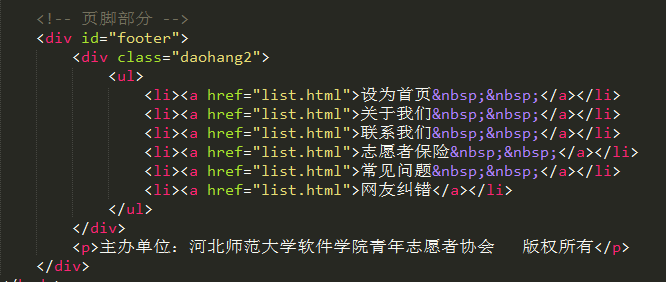 <!-- 页脚部分 -->
<div id="footer">
<div class="daohang2">
<ul>
<li><a href="list.html">设为首页&nbsp;&nbsp;</a></li>
<li><a href="list.html">关于我们&nbsp;&nbsp;</a></li>
<li><a href="list.html">联系我们&nbsp;&nbsp;</a></li>
<li><a href="list.html">志愿者保险&nbsp;&nbsp;</a></li>
<li><a href="list.html">常见问题&nbsp;&nbsp;</a></li>
<li><a href="list.html">网友纠错</a></li>
</ul>
</div>
<p>主办单位：河北师范大学软件学院青年志愿者协会   版权所有</p>
</div>